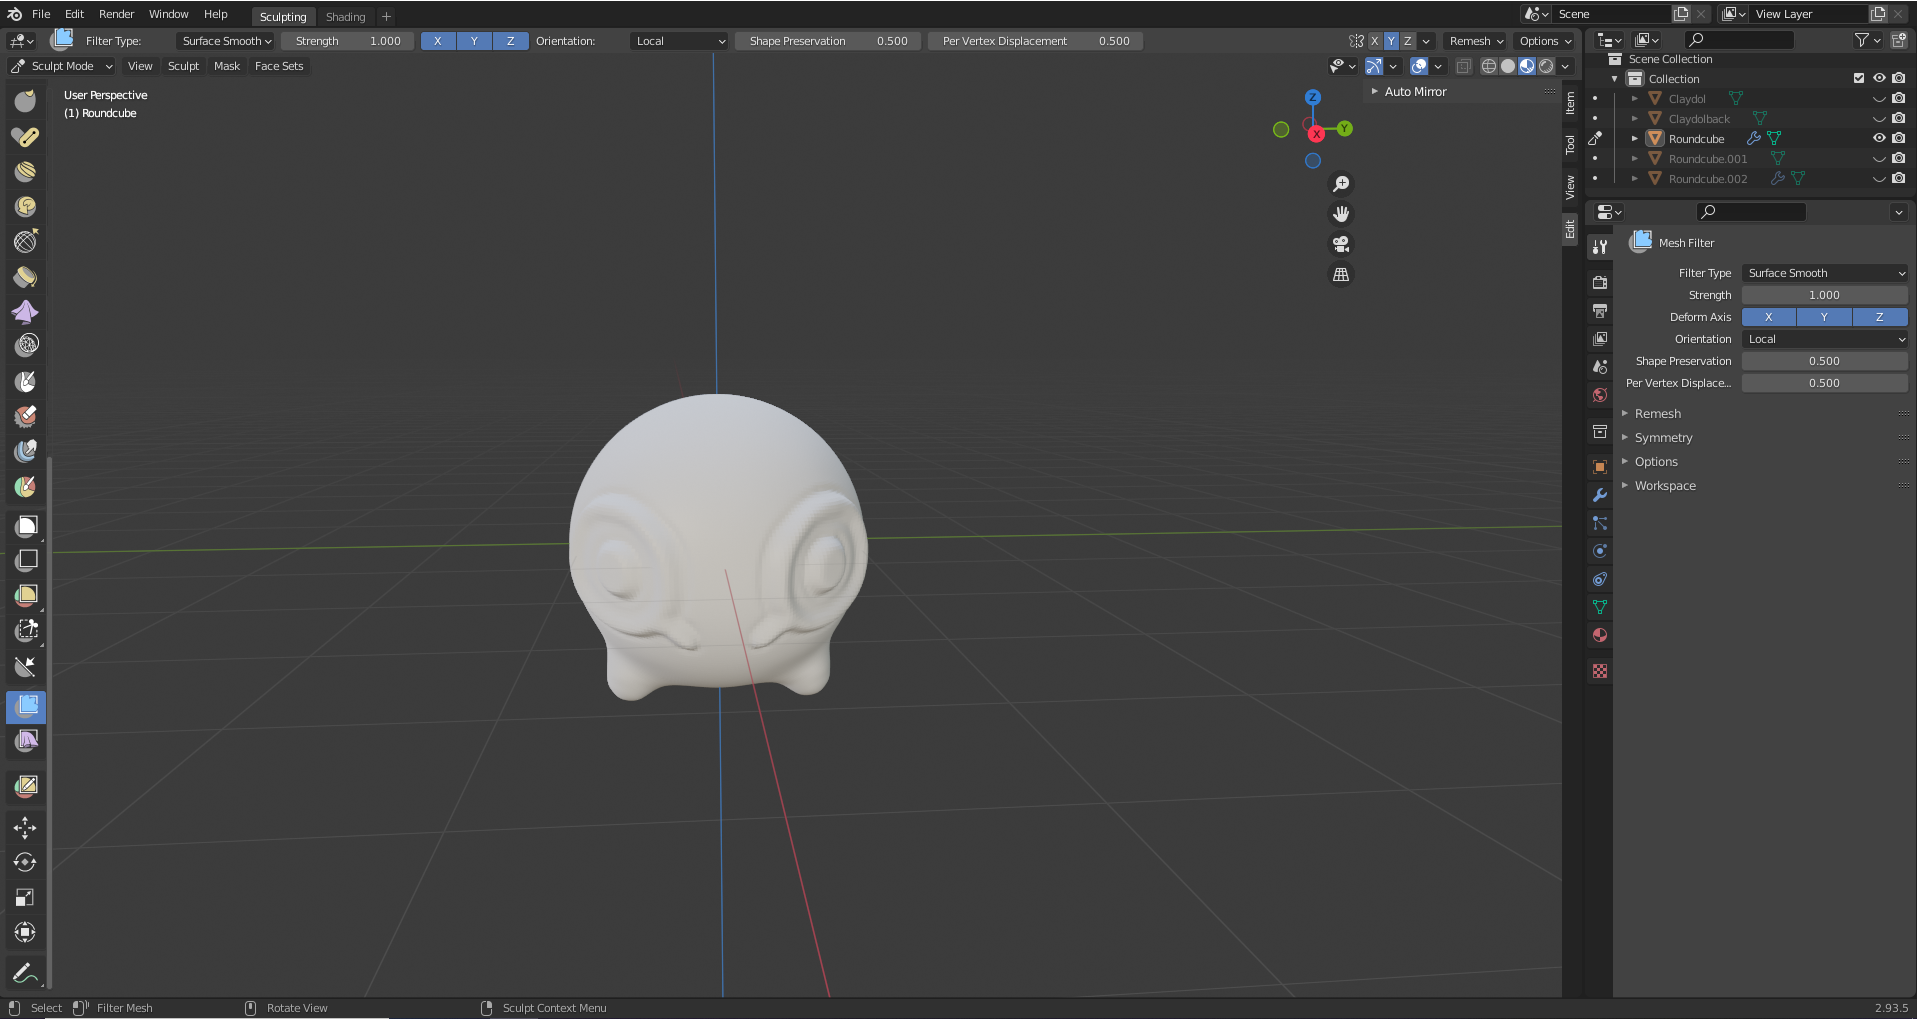 File Edit Render Window Help Sculpting Shading + Scene View Layer
Filter Type: Surface Smooth Strength 1.000 X Y Z Orientation: Local Shape Preservation 0.500 Per Vertex Displacement 0.500 X Y Z Remesh Options
Sculpt Mode View Sculpt Mask Face Sets
User Perspective
(1) Roundcube
Z
X
Y
Auto Mirror
Item
Tool
View
Edit
Scene Collection
Collection
Claydol
Claydolback
Roundcube
Roundcube.001
Roundcube.002
Mesh Filter
Filter Type Surface Smooth
Strength 1.000
Deform Axis X Y Z
Orientation Local
Shape Preservation 0.500
Per Vertex Displace... 0.500
Remesh
Symmetry
Options
Workspace
Select Filter Mesh Rotate View Sculpt Context Menu 2.93.5